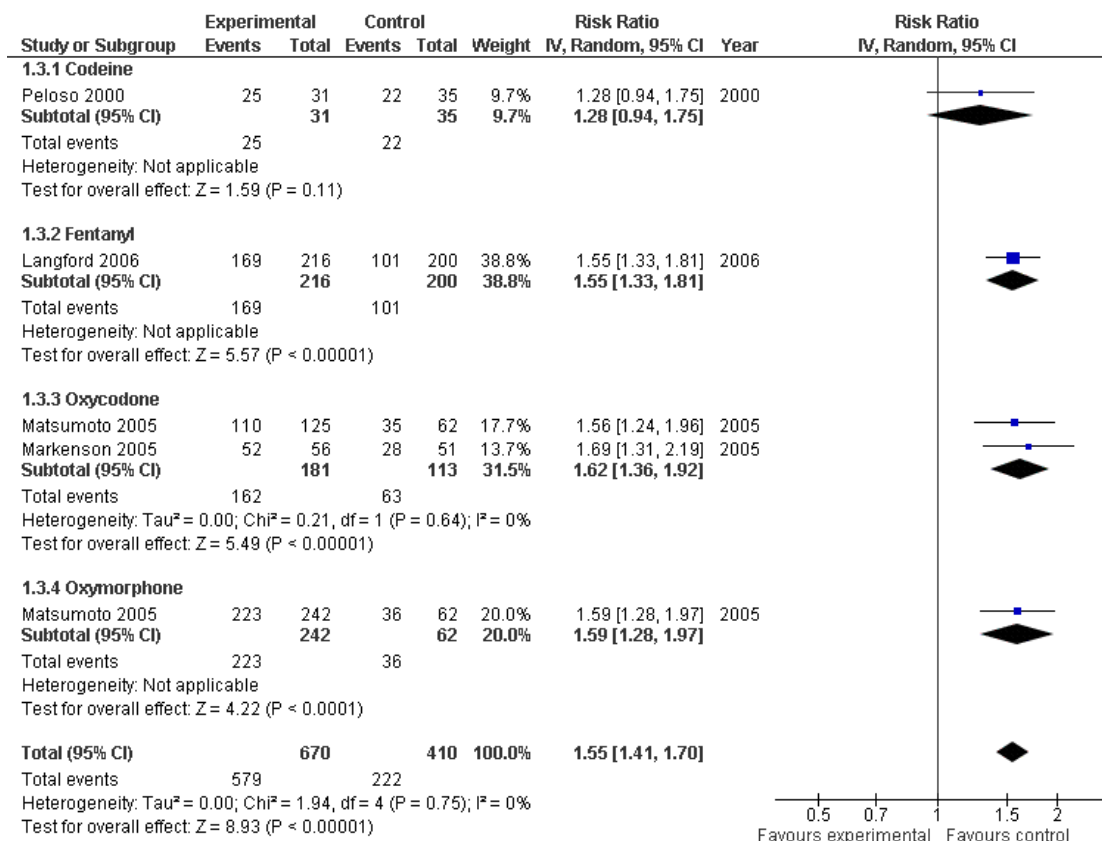 Experimental Control Risk Ratio Risk Ratio
Study or Subgroup Events Total Events Total Weight IV, Random, 95% CI Year IV, Random, 95% CI
1.3.1 Codeine
Peloso 2000 25 31 22 35 9.7% 1.28 [0.94, 1.75] 2000
Subtotal (95% CI) 31 35 9.7% 1.28 [0.94, 1.75]
Total events 25 22
Heterogeneity: Not applicable
Test for overall effect: Z = 1.59 (P = 0.11)
1.3.2 Fentanyl
Langford 2006 169 216 101 200 38.8% 1.55 [1.33, 1.81] 2006
Subtotal (95% CI) 216 200 38.8% 1.55 [1.33, 1.81]
Total events 169 101
Heterogeneity: Not applicable
Test for overall effect: Z = 5.57 (P < 0.00001)
1.3.3 Oxycodone
Matsumoto 2005 110 125 35 62 17.7% 1.56 [1.24, 1.96] 2005
Markenson 2005 52 56 28 51 13.7% 1.69 [1.31, 2.19] 2005
Subtotal (95% CI) 181 113 31.5% 1.62 [1.36, 1.92]
Total events 162 63
Heterogeneity: Tau² = 0.00; Chi² = 0.21, df = 1 (P = 0.64); I² = 0%
Test for overall effect: Z = 5.49 (P < 0.00001)
1.3.4 Oxymorphone
Matsumoto 2005 223 242 36 62 20.0% 1.59 [1.28, 1.97] 2005
Subtotal (95% CI) 242 62 20.0% 1.59 [1.28, 1.97]
Total events 223 36
Heterogeneity: Not applicable
Test for overall effect: Z = 4.22 (P < 0.0001)
Total (95% CI) 670 410 100.0% 1.55 [1.41, 1.70]
Total events 579 222
Heterogeneity: Tau² = 0.00; Chi² = 1.94, df = 4 (P = 0.75); I² = 0%
Test for overall effect: Z = 8.93 (P < 0.00001)
0.5 0.7 1 1.5 2
Favours experimental Favours control